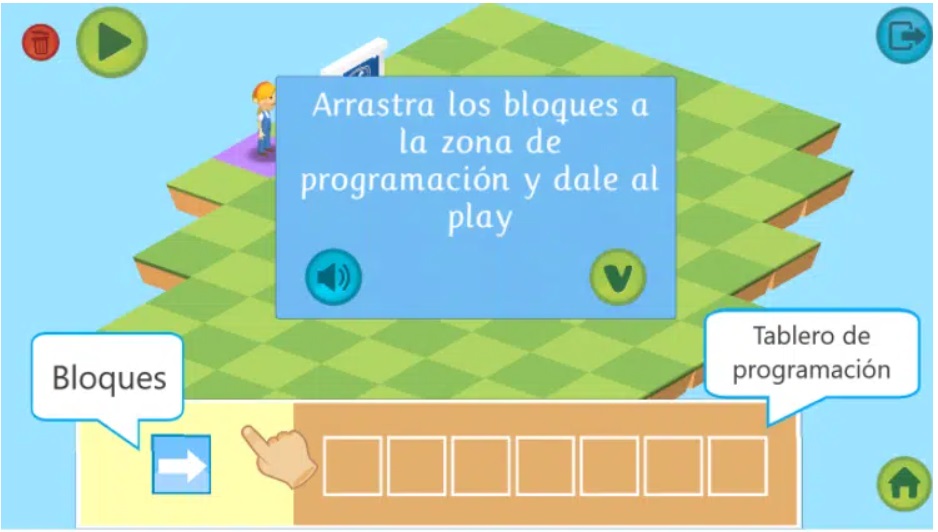 Arrastra los bloques a
la zona de
programación y dale al
play
Bloques
Tablero de
programación